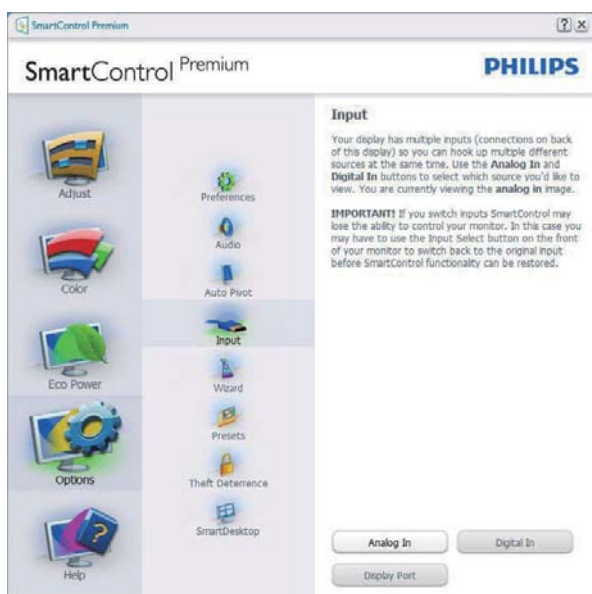 SmartControl Premium
SmartControl Premium
PHILIPS
Adjust
Color
Eco Power
Options
Help
Preferences
Audio
Auto Pivot
Input
Wizard
Presets
Theft Deterrence
SmartDesktop
Input
Your display has multiple inputs (connections on back
of this display) so you can hook up multiple different
sources at the same time. Use the Analog In and
Digital In buttons to select which source you'd like to
view. You are currently viewing the analog in image.
IMPORTANT! If you switch inputs SmartControl may
lose the ability to control your monitor. In this case you
may have to use the Input Select button on the front
of your monitor to switch back to the original input
before SmartControl functionality can be restored.
Analog In
Digital In
Display Port